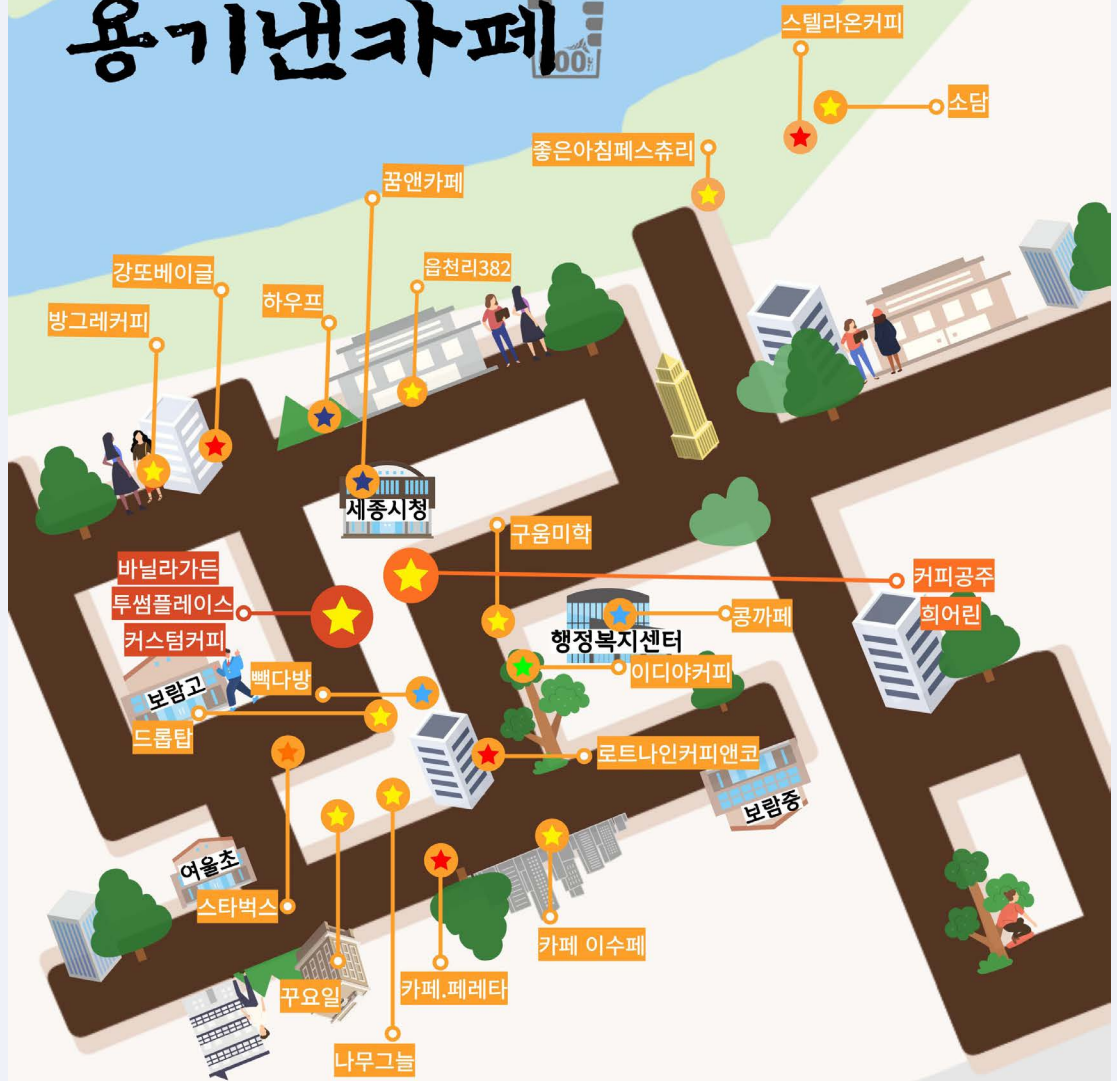 용기낸카페
스텔라온커피
소담
좋은아침페스츄리
꿈앤카페
읍천리382
강또베이글
하우프
방그레커피
세종시청
구움미학
바닐라가든
투썸플레이스
커스텀커피
커피공주
희어린
콩까페
행정복지센터
이디야커피
보람고
빽다방
드롭탑
로트나인커피앤코
보람중
여울초
스타벅스
카페 이수페
꾸요일
카페.페레타
나무그늘